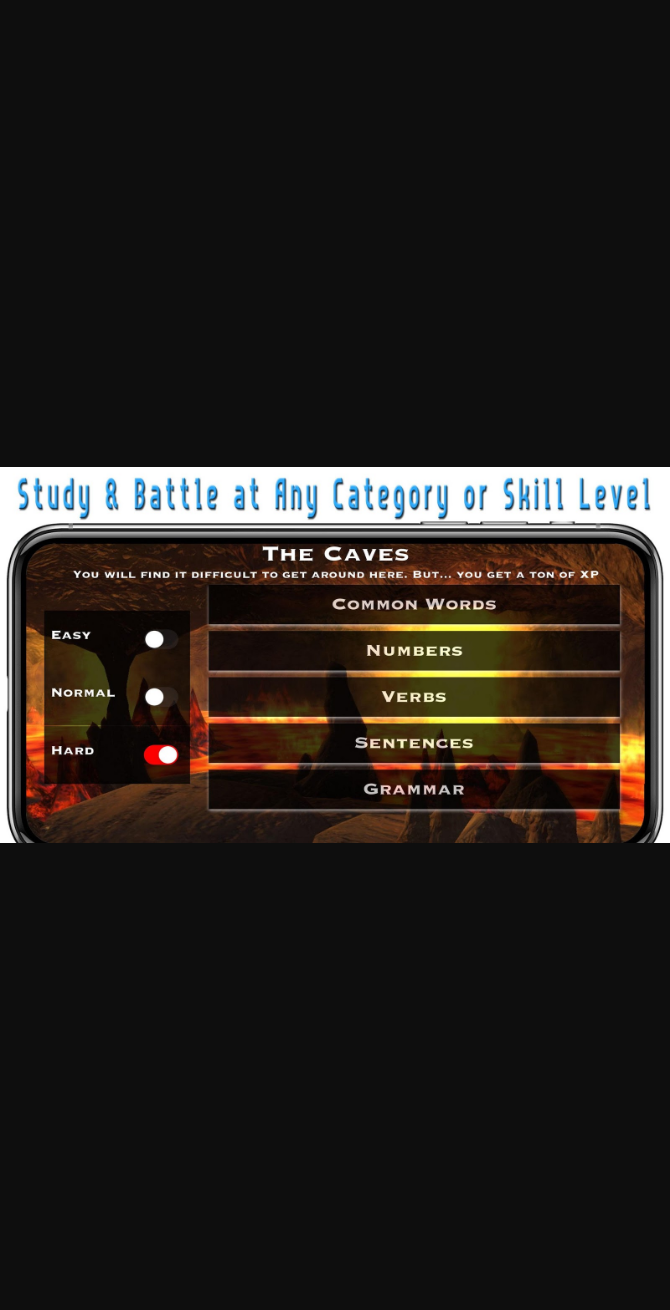 Study & Battle at Any Category or Skill Level
The Caves
You will find it difficult to get around here. But... you get a ton of XP
Common Words
Easy
Numbers
Normal
Verbs
Hard
Sentences
Grammar